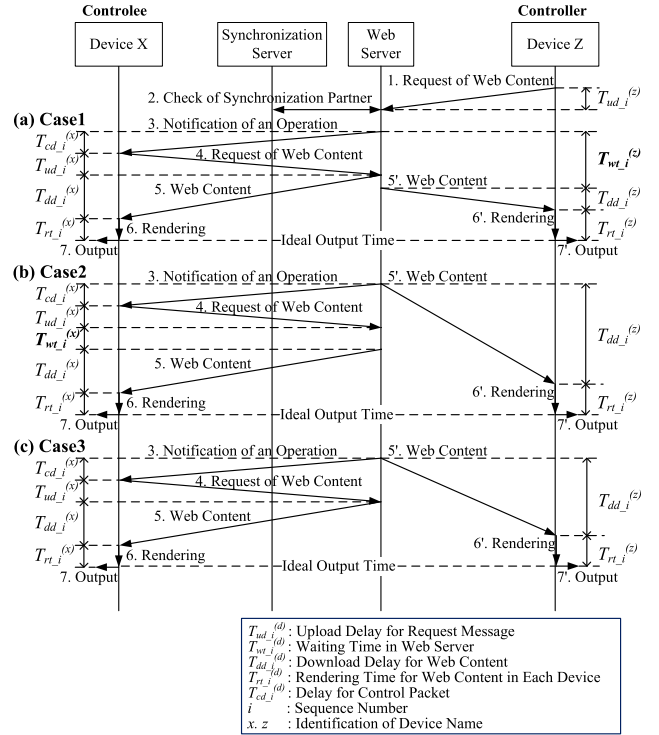 Controlee
Controller
Device X
Synchronization Server
Web Server
Device Z
1. Request of Web Content
2. Check of Synchronization Partner
T_ud_i^(z)
(a) Case1
3. Notification of an Operation
T_cd_i^(x)
4. Request of Web Content
T_wt_i^(z)
T_ud_i^(x)
5. Web Content
5'. Web Content
T_dd_i^(x)
T_dd_i^(z)
6'. Rendering
T_rt_i^(x)
6. Rendering
T_rt_i^(z)
Ideal Output Time
7. Output
7'. Output
(b) Case2
3. Notification of an Operation
5'. Web Content
T_cd_i^(x)
4. Request of Web Content
T_ud_i^(x)
T_wt_i^(x)
T_dd_i^(z)
5. Web Content
T_dd_i^(x)
6'. Rendering
T_rt_i^(x)
6. Rendering
T_rt_i^(z)
Ideal Output Time
7. Output
7'. Output
(c) Case3
3. Notification of an Operation
5'. Web Content
T_cd_i^(x)
4. Request of Web Content
T_ud_i^(x)
T_dd_i^(z)
5. Web Content
T_dd_i^(x)
6'. Rendering
T_rt_i^(x)
6. Rendering
T_rt_i^(z)
Ideal Output Time
7. Output
7'. Output
T_ud_i^(d) : Upload Delay for Request Message
T_wt_i^(d) : Waiting Time in Web Server
T_dd_i^(d) : Download Delay for Web Content
T_rt_i^(d) : Rendering Time for Web Content in Each Device
T_cd_i^(d) : Delay for Control Packet
i : Sequence Number
x. z : Identification of Device Name